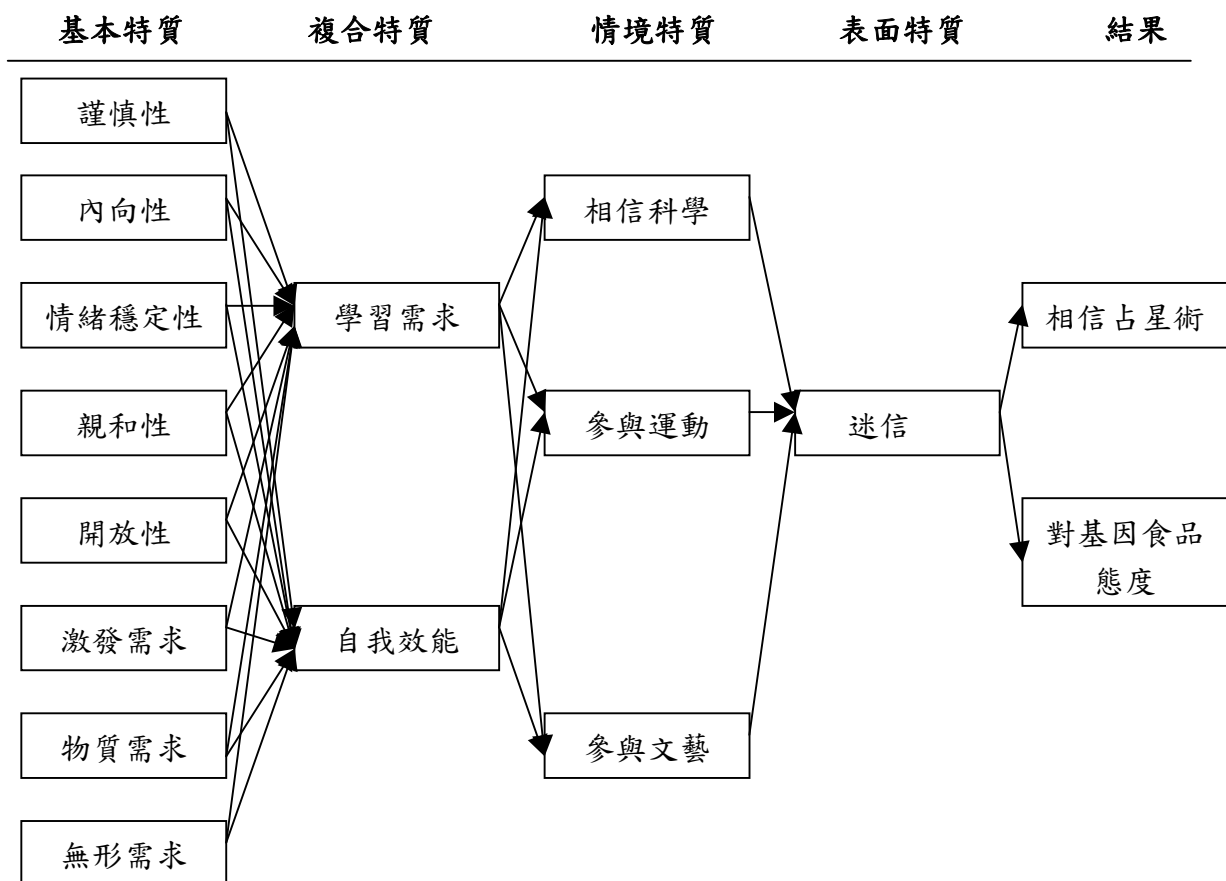 基本特質 複合特質 情境特質 表面特質 結果
謹慎性
內向性
相信科學
情緒穩定性
學習需求
相信占星術
親和性
參與運動
迷信
開放性
對基因食品
態度
激發需求
自我效能
物質需求
參與文藝
無形需求